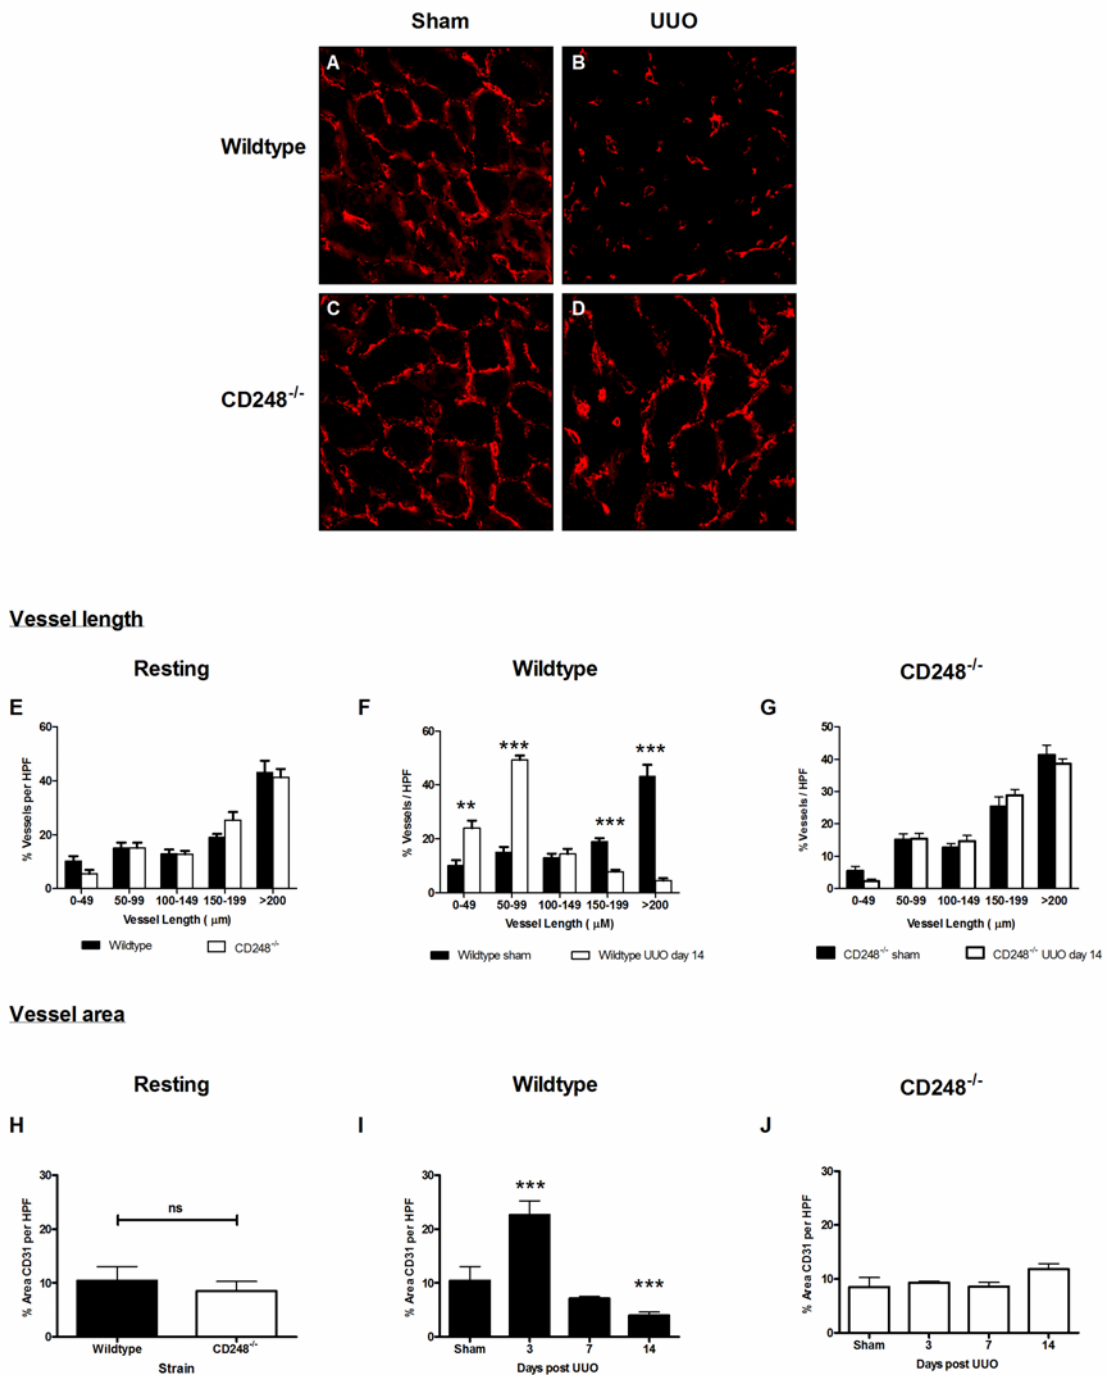 Sham UUO
A B
Wildtype
C D
CD248-/-
Vessel length
Resting Wildtype CD248-/-
E F G
% Vessels per HPF
60
40
20
0
0-49 50-99 100-149 150-199 >200
Vessel Length ( μm)
Wildtype CD248-/-
% Vessels / HPF
60
40
20
0
** *** *** ***
0-49 50-99 100-149 150-199 >200
Vessel Length ( μM)
Wildtype sham Wildtype UUO day 14
% Vessels / HPF
50
40
30
20
10
0
0-49 50-99 100-149 150-199 >200
Vessel Length ( μm)
CD248-/- sham CD248-/- UUO day 14
Vessel area
Resting Wildtype CD248-/-
H I J
% Area CD31 per HPF
30
20
10
0
ns
Wildtype CD248-/-
Strain
% Area CD31 per HPF
30
20
10
0
*** ***
Sham 3 7 14
Days post UUO
% Area CD31 per HPF
30
20
10
0
Sham 3 7 14
Days post UUO